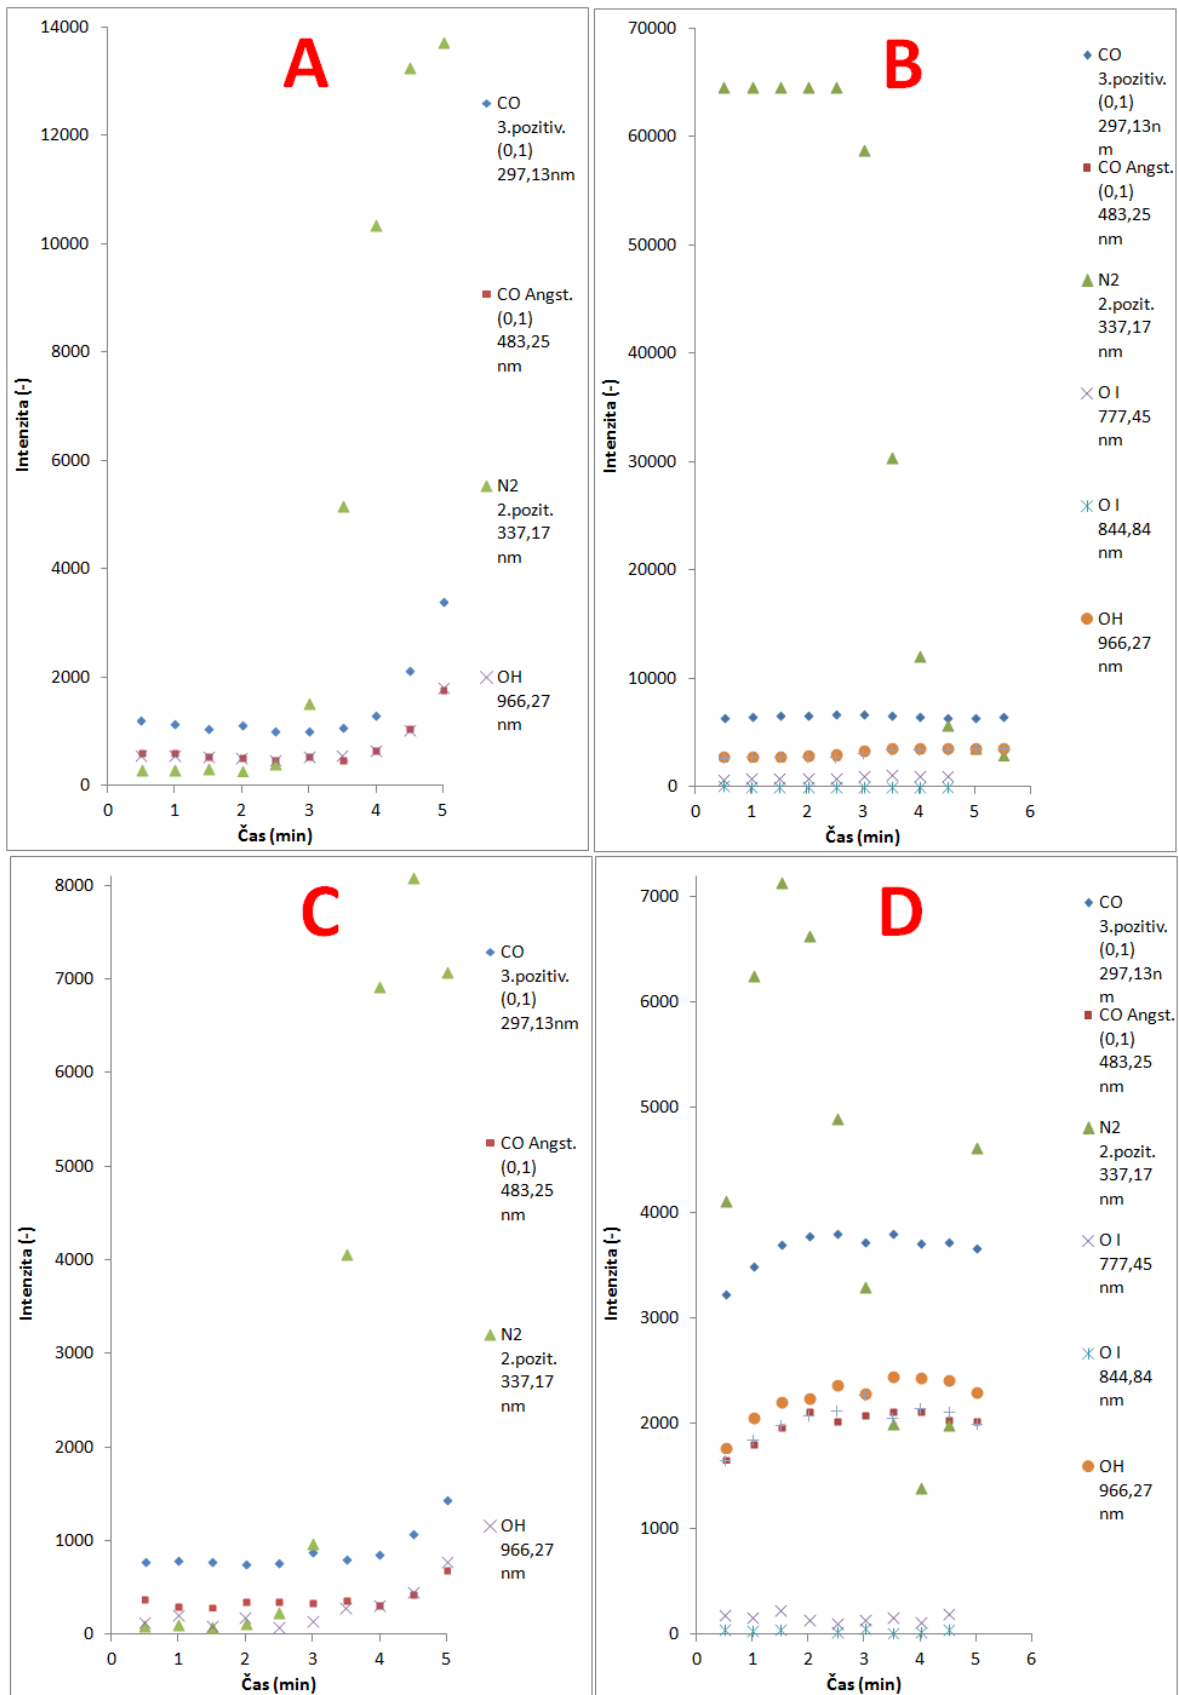 A
14000
12000
10000
8000
6000
4000
2000
0
0 1 2 3 4 5
Intenzita (-)
Čas (min)
CO
3.pozitiv.
(0,1)
297,13nm
CO Angst.
(0,1)
483,25
nm
N2
2.pozit.
337,17
nm
OH
966,27
nm
B
70000
60000
50000
40000
30000
20000
10000
0
0 1 2 3 4 5 6
Intenzita (-)
Čas (min)
CO
3.pozitiv.
(0,1)
297,13n
m
CO Angst.
(0,1)
483,25
nm
N2
2.pozit.
337,17
nm
O I
777,45
nm
O I
844,84
nm
OH
966,27
nm
C
8000
7000
6000
5000
4000
3000
2000
1000
0
0 1 2 3 4 5
Intenzita (-)
Čas (min)
CO
3.pozitiv.
(0,1)
297,13nm
CO Angst.
(0,1)
483,25
nm
N2
2.pozit.
337,17
nm
OH
966,27
nm
D
7000
6000
5000
4000
3000
2000
1000
0
0 1 2 3 4 5 6
Intenzita (-)
Čas (min)
CO
3.pozitiv.
(0,1)
297,13n
m
CO Angst.
(0,1)
483,25
nm
N2
2.pozit.
337,17
nm
O I
777,45
nm
O I
844,84
nm
OH
966,27
nm